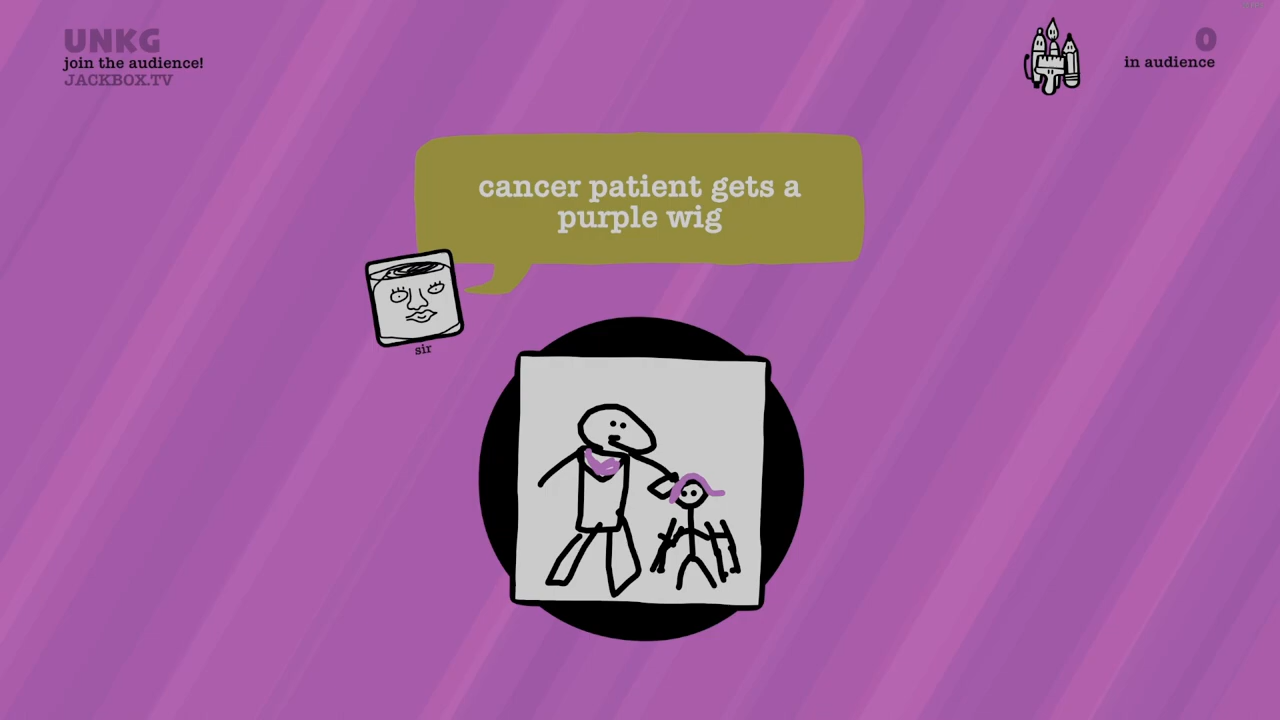 UNKG
join the audience!
JACKBOX.TV
0
in audience
cancer patient gets a
purple wig
sir